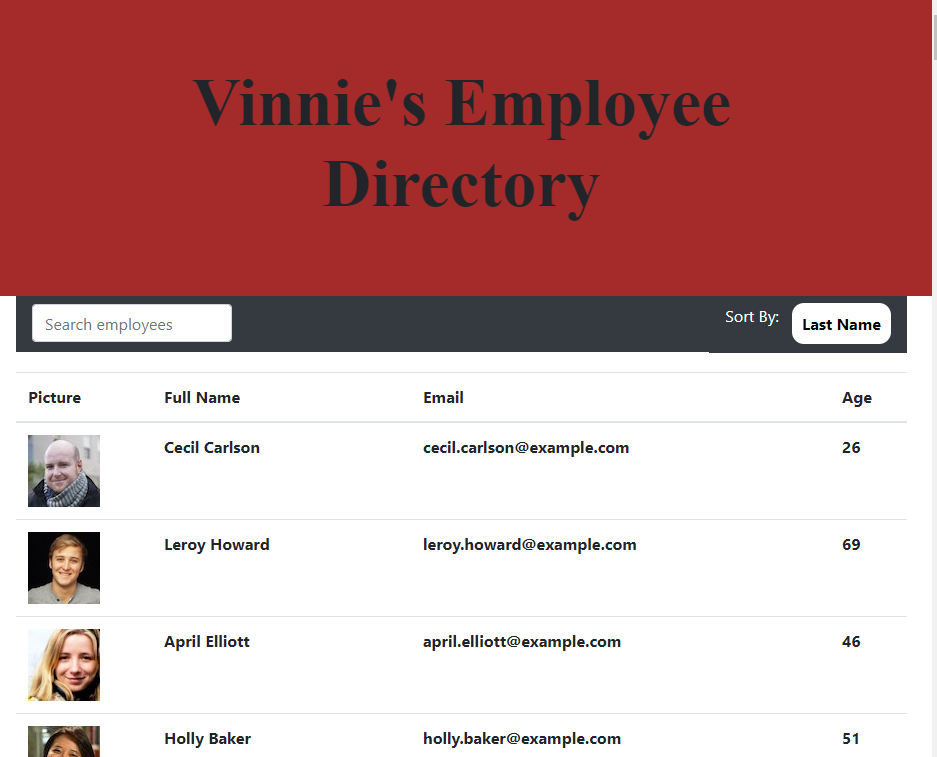 Vinnie's Employee
Directory
Search employees Sort By: Last Name
Picture Full Name Email Age
Cecil Carlson cecil.carlson@example.com 26
Leroy Howard leroy.howard@example.com 69
April Elliott april.elliott@example.com 46
Holly Baker holly.baker@example.com 51